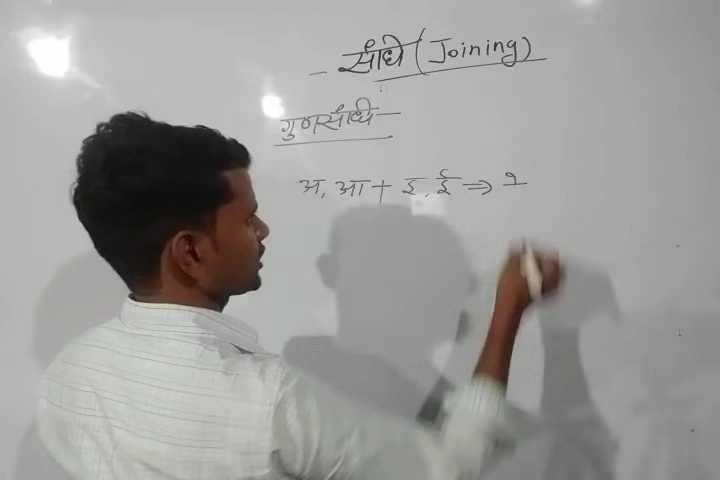 - संधि (Joining)
गुणसंधी -
अ, आ + इ, ई ⇒